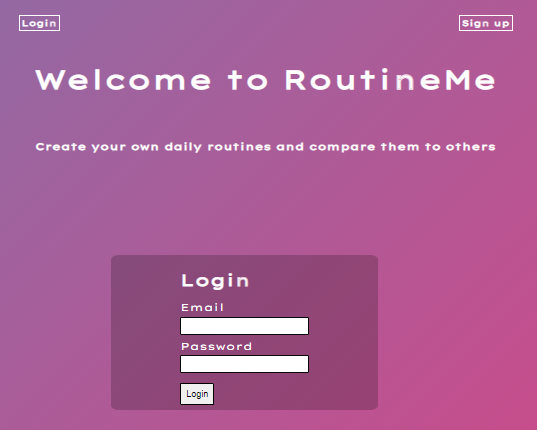 Login
Sign up
Welcome to RoutineMe
Create your own daily routines and compare them to others
Login
Email
Password
Login